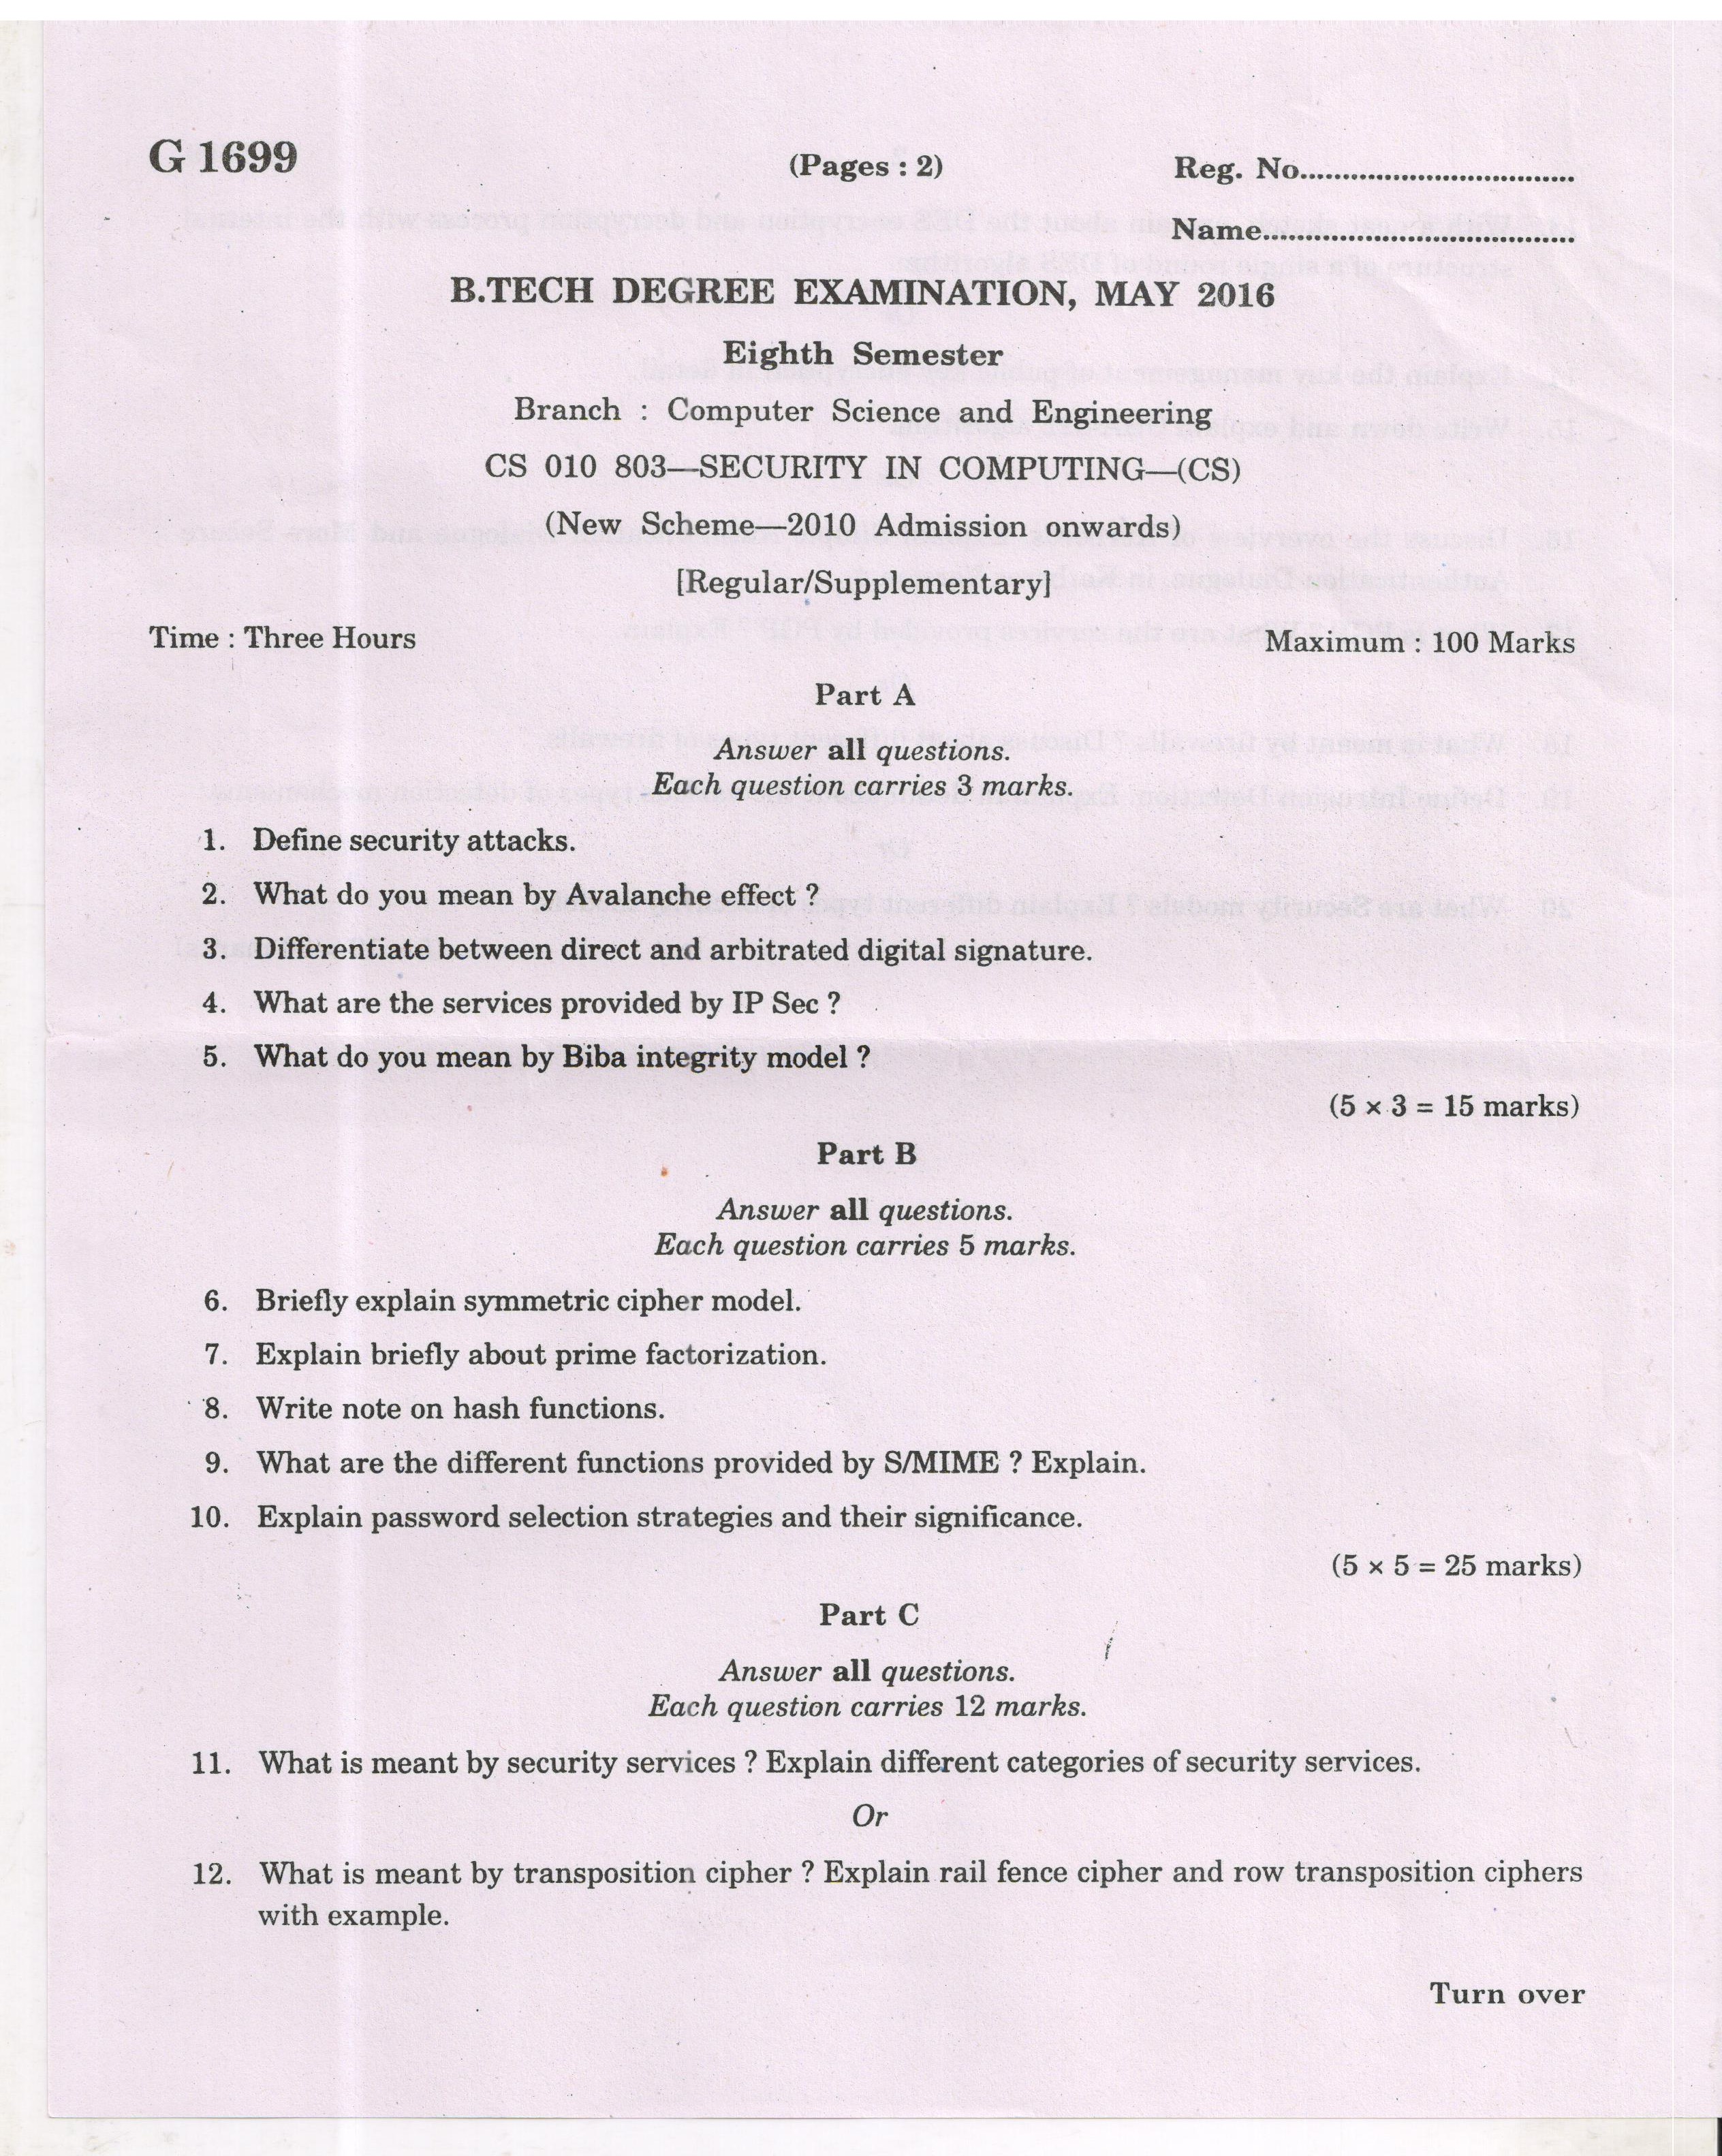 G 1699
(Pages : 2)
Reg. No.................................
Name.....................................
B.TECH DEGREE EXAMINATION, MAY 2016
Eighth Semester
Branch : Computer Science and Engineering
CS 010 803—SECURITY IN COMPUTING—(CS)
(New Scheme—2010 Admission onwards)
[Regular/Supplementary]
Time : Three Hours
Maximum : 100 Marks
Part A
Answer all questions.
Each question carries 3 marks.
1. Define security attacks.
2. What do you mean by Avalanche effect ?
3. Differentiate between direct and arbitrated digital signature.
4. What are the services provided by IP Sec ?
5. What do you mean by Biba integrity model ?
(5 × 3 = 15 marks)
Part B
Answer all questions.
Each question carries 5 marks.
6. Briefly explain symmetric cipher model.
7. Explain briefly about prime factorization.
8. Write note on hash functions.
9. What are the different functions provided by S/MIME ? Explain.
10. Explain password selection strategies and their significance.
(5 × 5 = 25 marks)
Part C
Answer all questions.
Each question carries 12 marks.
11. What is meant by security services ? Explain different categories of security services.
Or
12. What is meant by transposition cipher ? Explain rail fence cipher and row transposition ciphers
with example.
Turn over